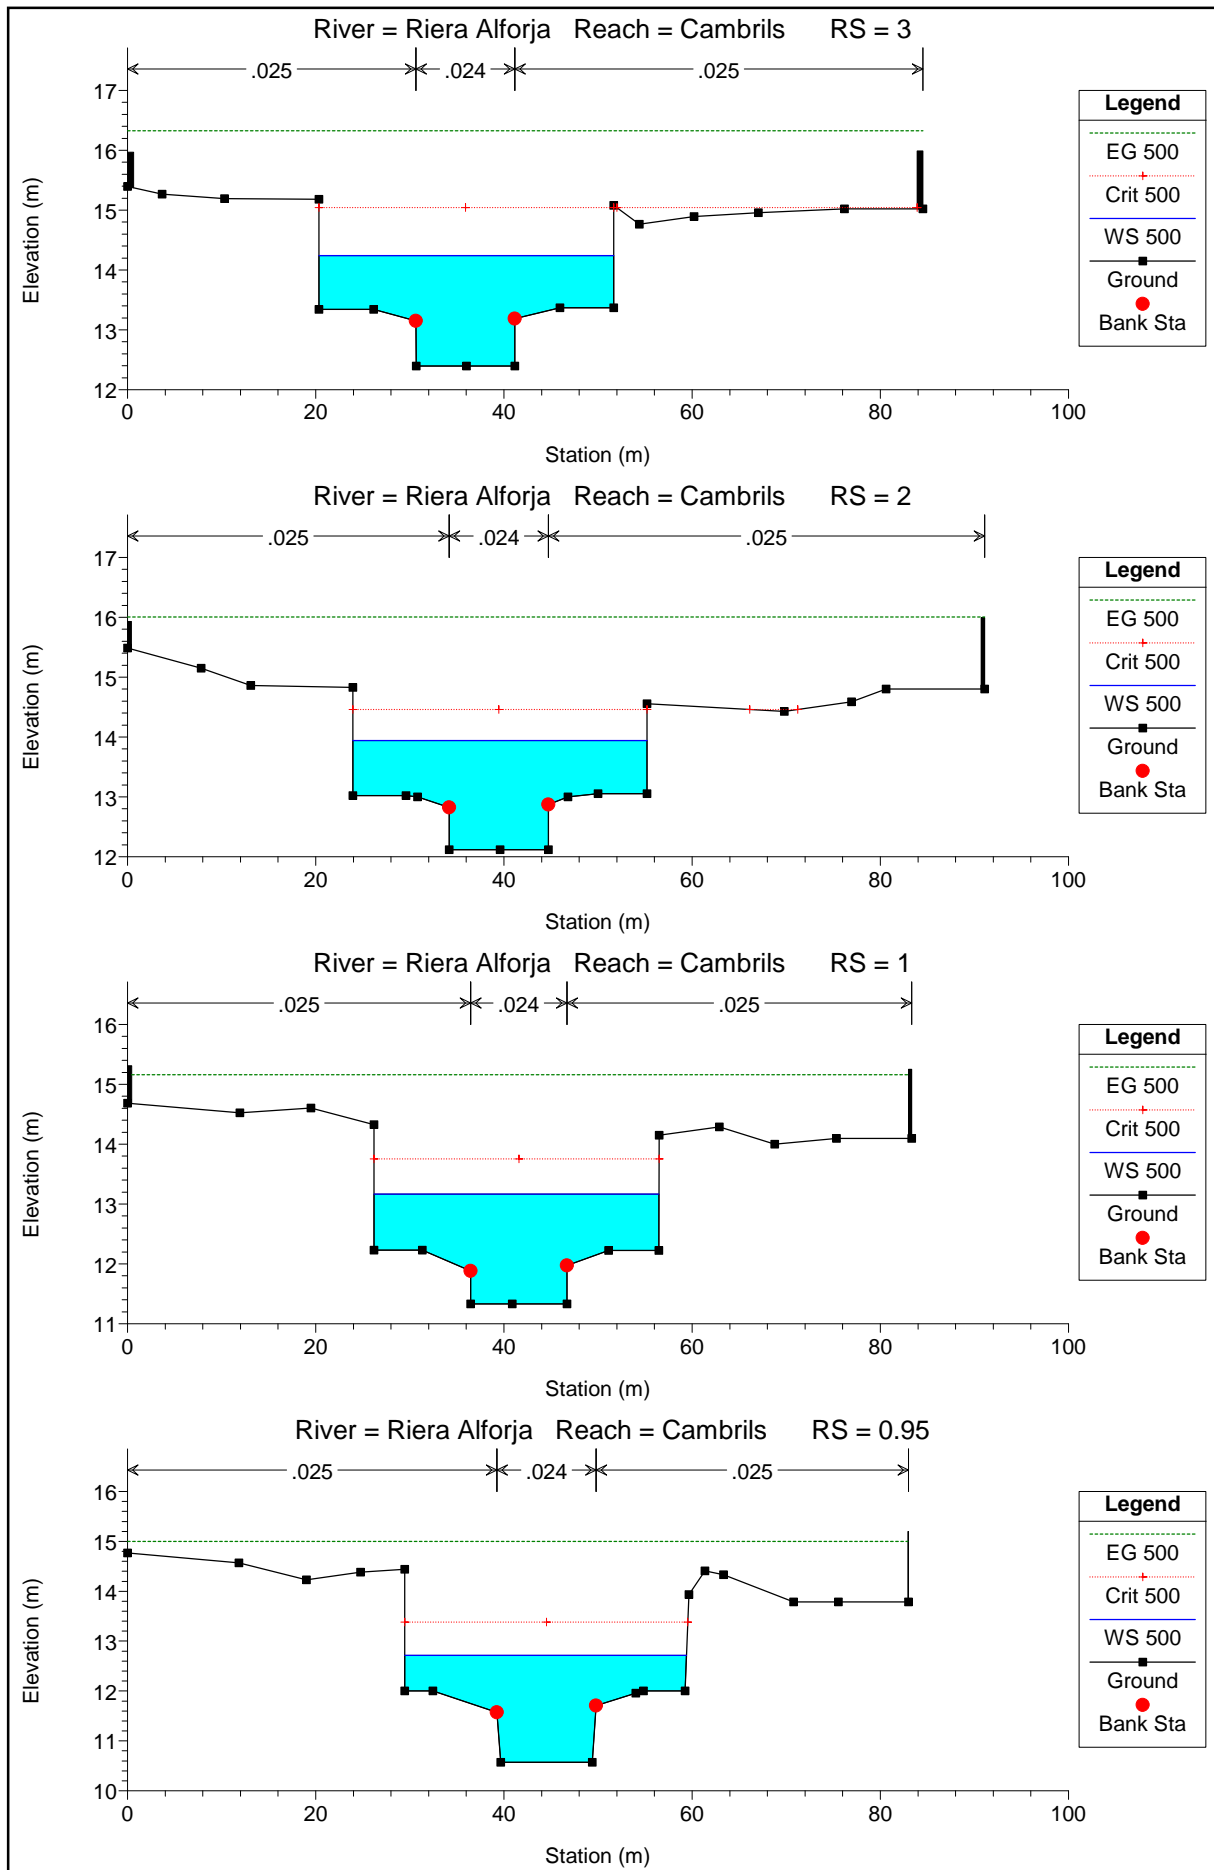 River = Riera Alforja Reach = Cambrils RS = 3
.025 .024 .025
17
16
15
14
13
12
0 20 40 60 80 100
Elevation (m)
Station (m)
Legend
EG 500
Crit 500
WS 500
Ground
Bank Sta
River = Riera Alforja Reach = Cambrils RS = 2
.025 .024 .025
17
16
15
14
13
12
0 20 40 60 80 100
Elevation (m)
Station (m)
Legend
EG 500
Crit 500
WS 500
Ground
Bank Sta
River = Riera Alforja Reach = Cambrils RS = 1
.025 .024 .025
16
15
14
13
12
11
0 20 40 60 80 100
Elevation (m)
Station (m)
Legend
EG 500
Crit 500
WS 500
Ground
Bank Sta
River = Riera Alforja Reach = Cambrils RS = 0.95
.025 .024 .025
16
15
14
13
12
11
10
0 20 40 60 80 100
Elevation (m)
Station (m)
Legend
EG 500
Crit 500
WS 500
Ground
Bank Sta